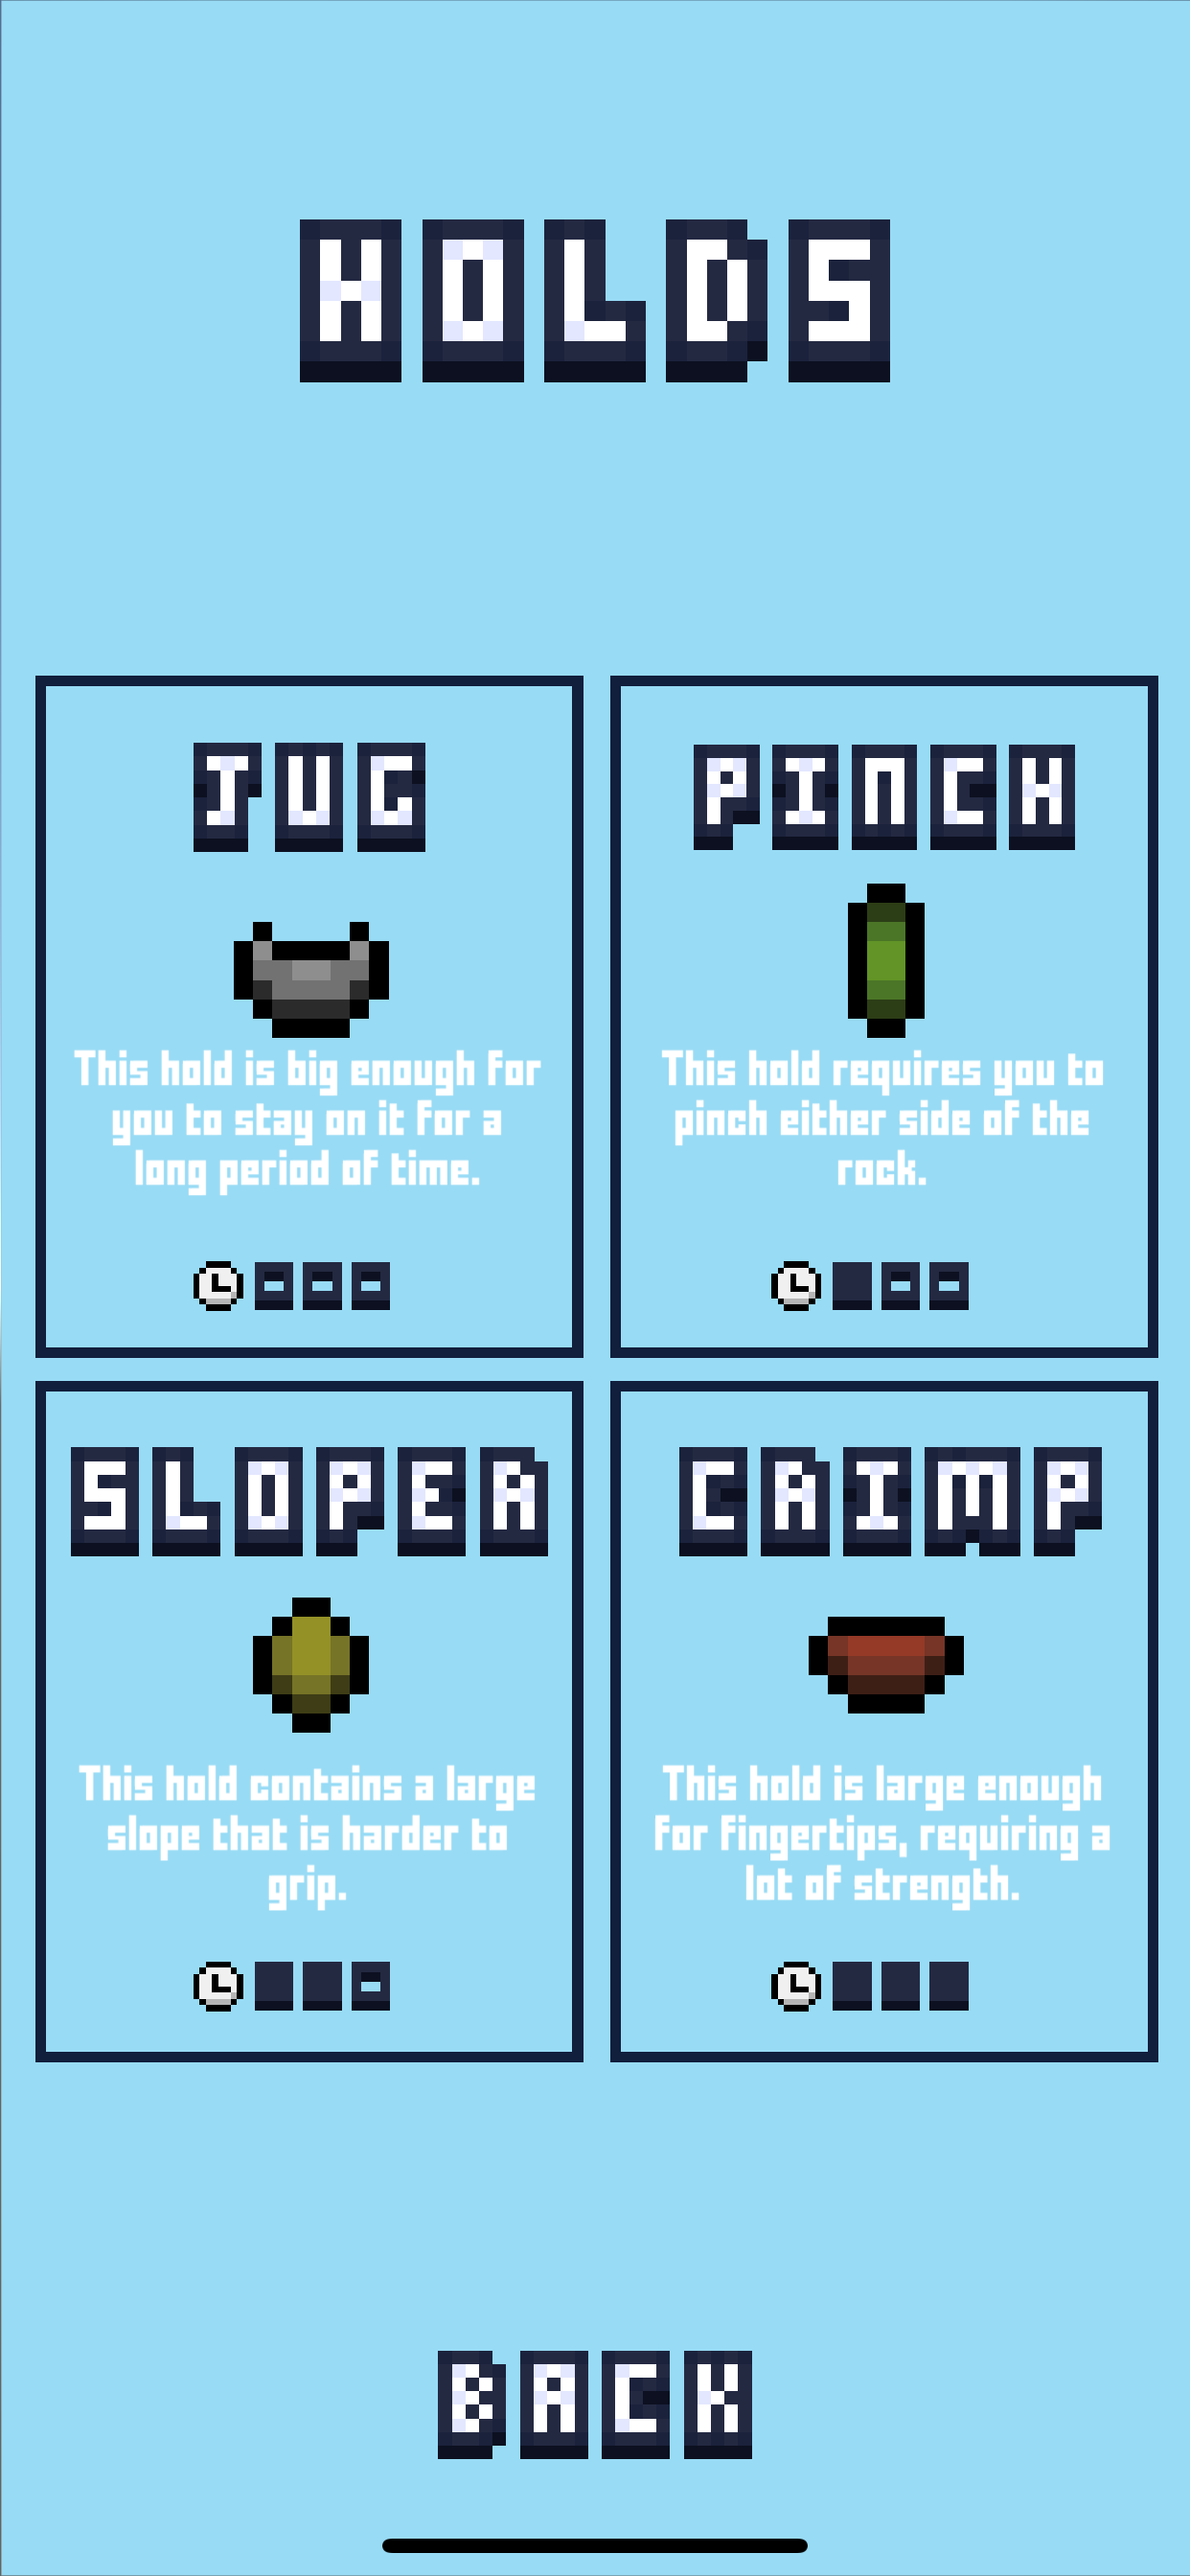 HOLDS
JUG
This hold is big enough for
you to stay on it for a
long period of time.
PINCH
This hold requires you to
pinch either side of the
rock.
SLOPER
This hold contains a large
slope that is harder to
grip.
CRIMP
This hold is large enough
for fingertips, requiring a
lot of strength.
BACK